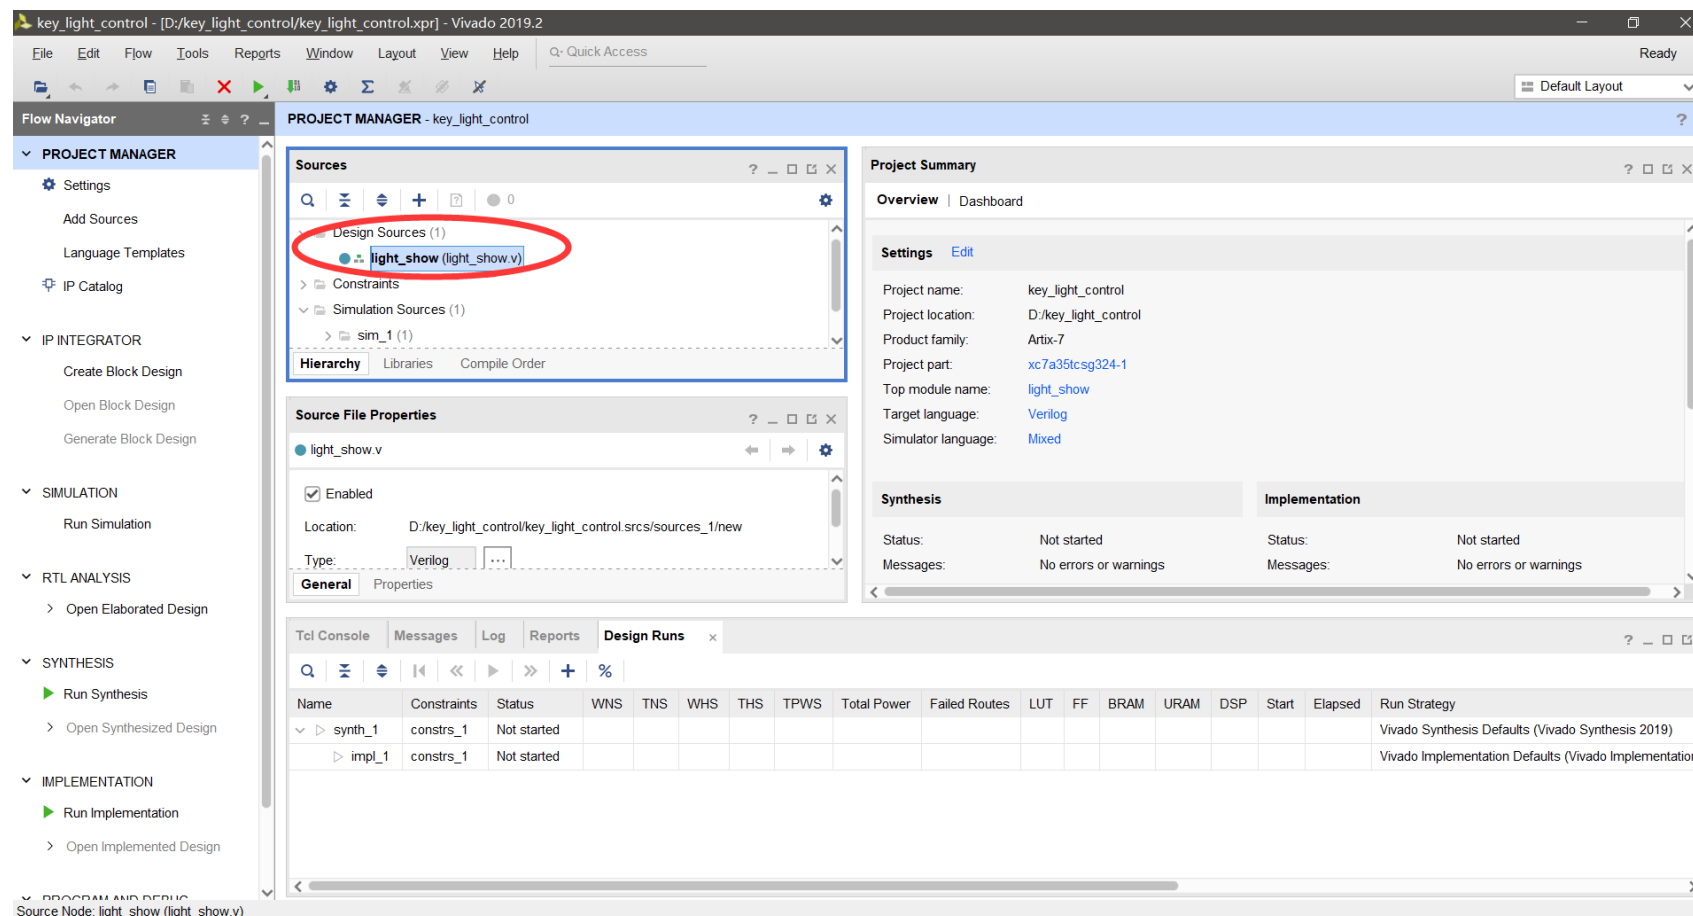 key_light_control - [D:/key_light_control/key_light_control.xpr] - Vivado 2019.2
File Edit Flow Tools Reports Window Layout View Help Quick Access Ready
Default Layout
Flow Navigator
PROJECT MANAGER
Settings
Add Sources
Language Templates
IP Catalog
IP INTEGRATOR
Create Block Design
Open Block Design
Generate Block Design
SIMULATION
Run Simulation
RTL ANALYSIS
Open Elaborated Design
SYNTHESIS
Run Synthesis
Open Synthesized Design
IMPLEMENTATION
Run Implementation
Open Implemented Design
PROGRAM AND DEBUG
PROJECT MANAGER - key_light_control
Sources
0
Design Sources (1)
light_show (light_show.v)
Constraints
Simulation Sources (1)
sim_1 (1)
Hierarchy Libraries Compile Order
Source File Properties
light_show.v
Enabled
Location: D:/key_light_control/key_light_control.srcs/sources_1/new
Type: Verilog ...
General Properties
Project Summary
Overview | Dashboard
Settings Edit
Project name: key_light_control
Project location: D:/key_light_control
Product family: Artix-7
Project part: xc7a35tcsg324-1
Top module name: light_show
Target language: Verilog
Simulator language: Mixed
Synthesis Implementation
Status: Not started Status: Not started
Messages: No errors or warnings Messages: No errors or warnings
Tcl Console Messages Log Reports Design Runs
Name Constraints Status WNS TNS WHS THS TPWS Total Power Failed Routes LUT FF BRAM URAM DSP Start Elapsed Run Strategy
synth_1 constrs_1 Not started Vivado Synthesis Defaults (Vivado Synthesis 2019)
impl_1 constrs_1 Not started Vivado Implementation Defaults (Vivado Implementation
Source Node: light_show (light_show.v)